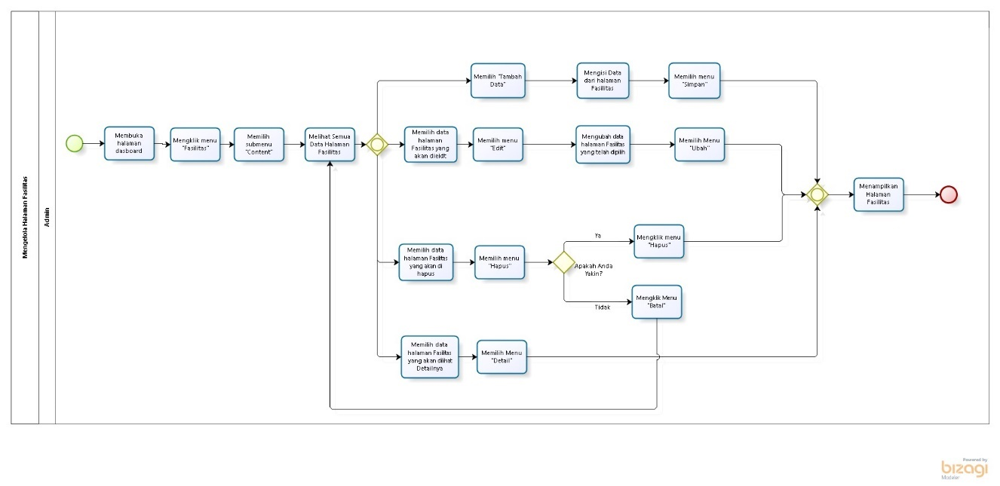 Mengelola Halaman Fasilitas
Admin
Membuka
halaman
dasboard
Mengklik menu
"Fasilitas"
Memilih
submenu
"Content"
Melihat Semua
Data Halaman
Fasilitas
Memilih "Tambah
Data"
Mengisi Data
dari halaman
Fasilitas
Memilih menu
"Simpan"
Memilih data
halaman
Fasilitas yang
akan dieidt
Memilih menu
"Edit"
Mengubah data
halaman Fasilitas
yang telah dipilih
Memilih Menu
"Ubah"
Memilih data
halaman Fasilitas
yang akan di
hapus
Memilih menu
"Hapus"
Apakah Anda
Yakin?
Ya
Mengklik menu
"Hapus"
Tidak
Mengklik Menu
"Batal"
Memilih data
halaman Fasilitas
yang akan dilihat
Detailnya
Memilih Menu
"Detail"
Menampilkan
Halaman
Fasilitas
Powered by
bizagi
Modeler